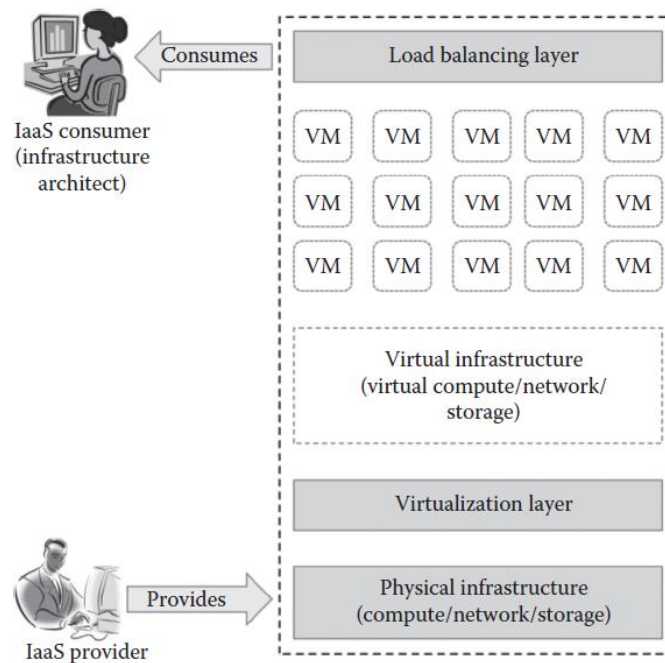 Consumes
Load balancing layer
IaaS consumer
(infrastructure
architect)
VM VM VM VM VM
VM VM VM VM VM
VM VM VM VM VM
Virtual infrastructure
(virtual compute/network/
storage)
Virtualization layer
Provides
Physical infrastructure
(compute/network/storage)
IaaS provider